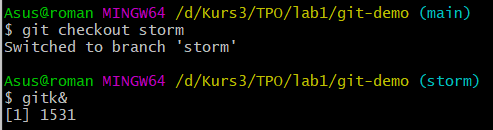 Asus@roman MINGW64 /d/Kurs3/TPO/lab1/git-demo (main)
$ git checkout storm
Switched to branch 'storm'
Asus@roman MINGW64 /d/Kurs3/TPO/lab1/git-demo (storm)
$ gitk&
[1] 1531